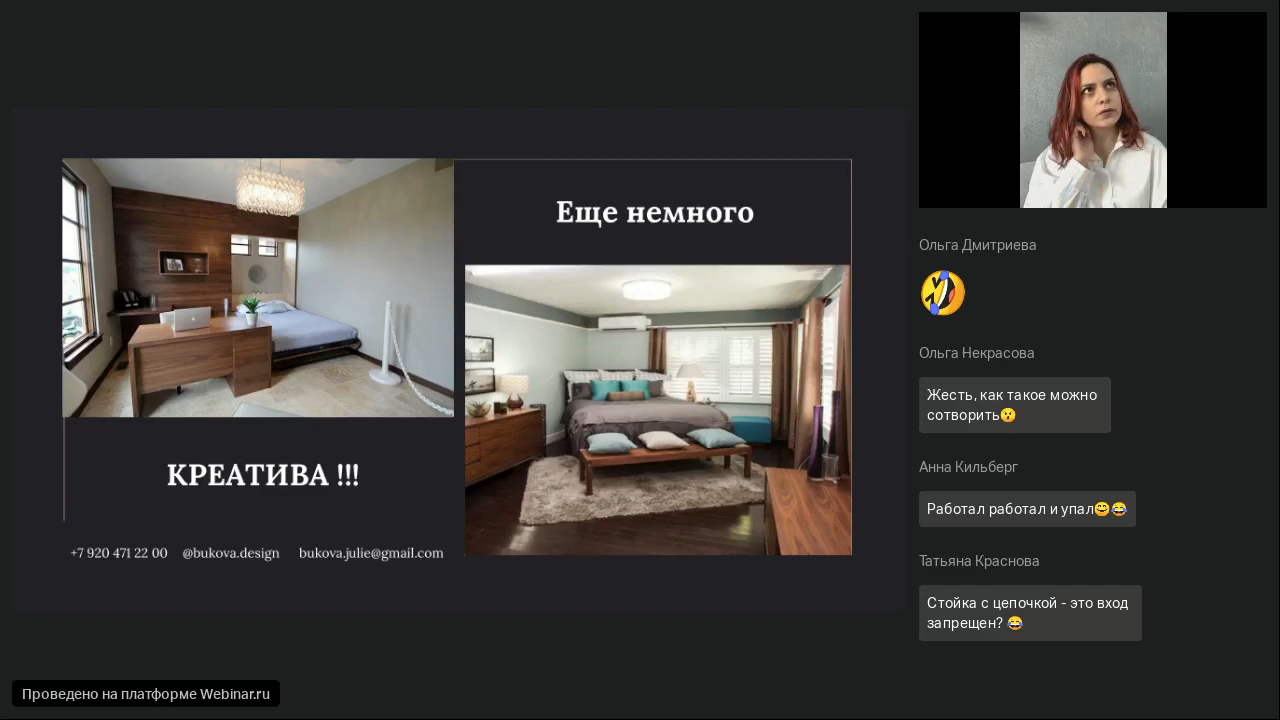 Еще немного
КРЕАТИВА !!!
+7 920 471 22 00 @bukova.design bukova.julie@gmail.com
Ольга Дмитриева
🤣
Ольга Некрасова
Жесть, как такое можно
сотворить😯
Анна Кильберг
Работал работал и упал😊😂
Татьяна Краснова
Стойка с цепочкой - это вход
запрещен? 😂
Проведено на платформе Webinar.ru